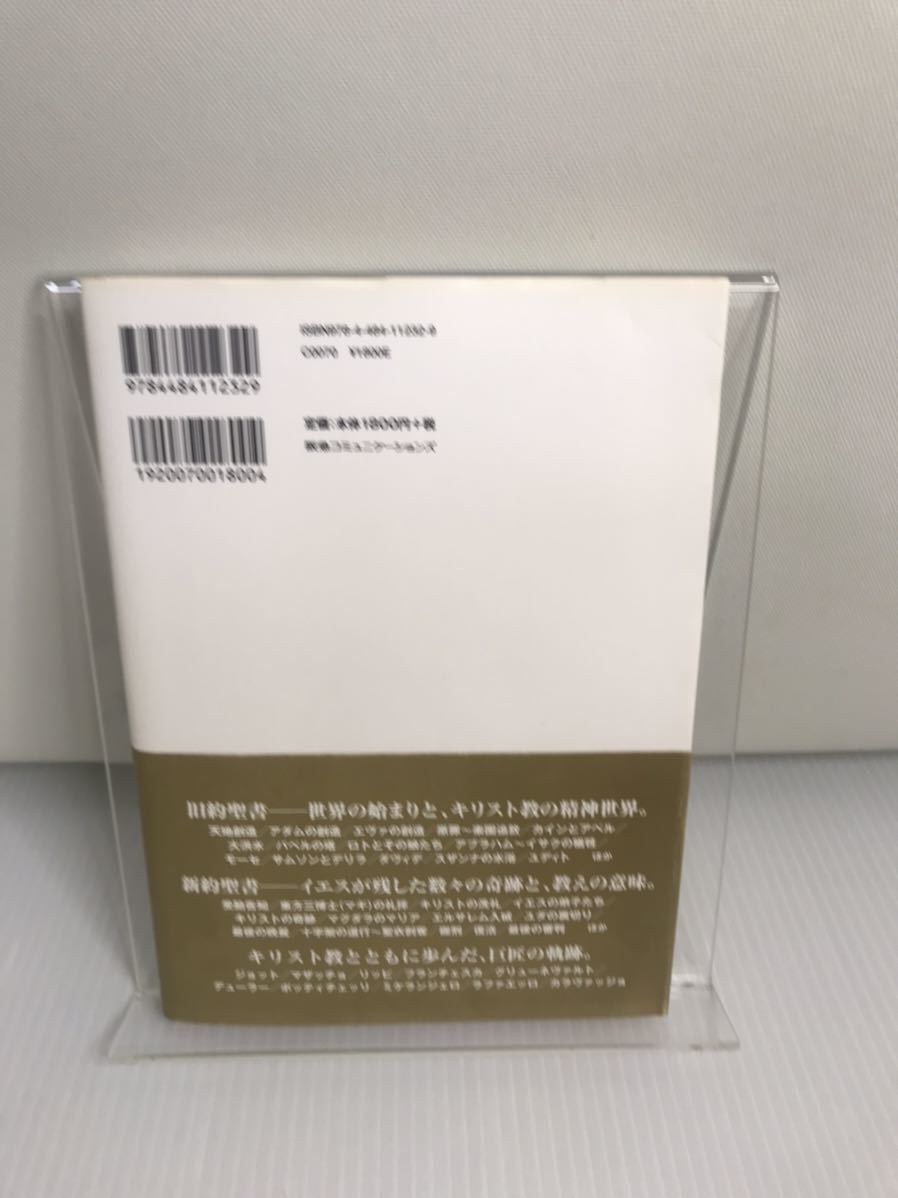 ISBN978-4-484-11232-9
C0070 ¥1800E
9784484112329
定価:本体1800円+税
阪急コミュニケーションズ
1920070018004
旧約聖書――世界の始まりと、キリスト教の精神世界。
天地創造／アダムの創造／エヴァの創造／原罪〜楽園追放／カインとアベル／
大洪水／バベルの塔／ロトとその娘たち／アブラハム〜イサクの犠牲／
モーセ／サムソンとデリラ／ダヴィデ／スザンナの水浴／ユディト ほか
新約聖書――イエスが残した数々の奇跡と、教えの意味。
受胎告知／東方三博士（マギ）の礼拝／キリストの洗礼／イエスの弟子たち／
キリストの奇跡／マグダラのマリア／エルサレム入城／ユダの裏切り／
最後の晩餐／十字架の道行〜聖衣剝奪／磔刑／復活／最後の審判 ほか
キリスト教とともに歩んだ、巨匠の軌跡。
ジョット／マザッチョ／リッピ／フランチェスカ／グリューネヴァルト／
デューラー／ボッティチェッリ／ミケランジェロ／ラファエッロ／カラヴァッジョ